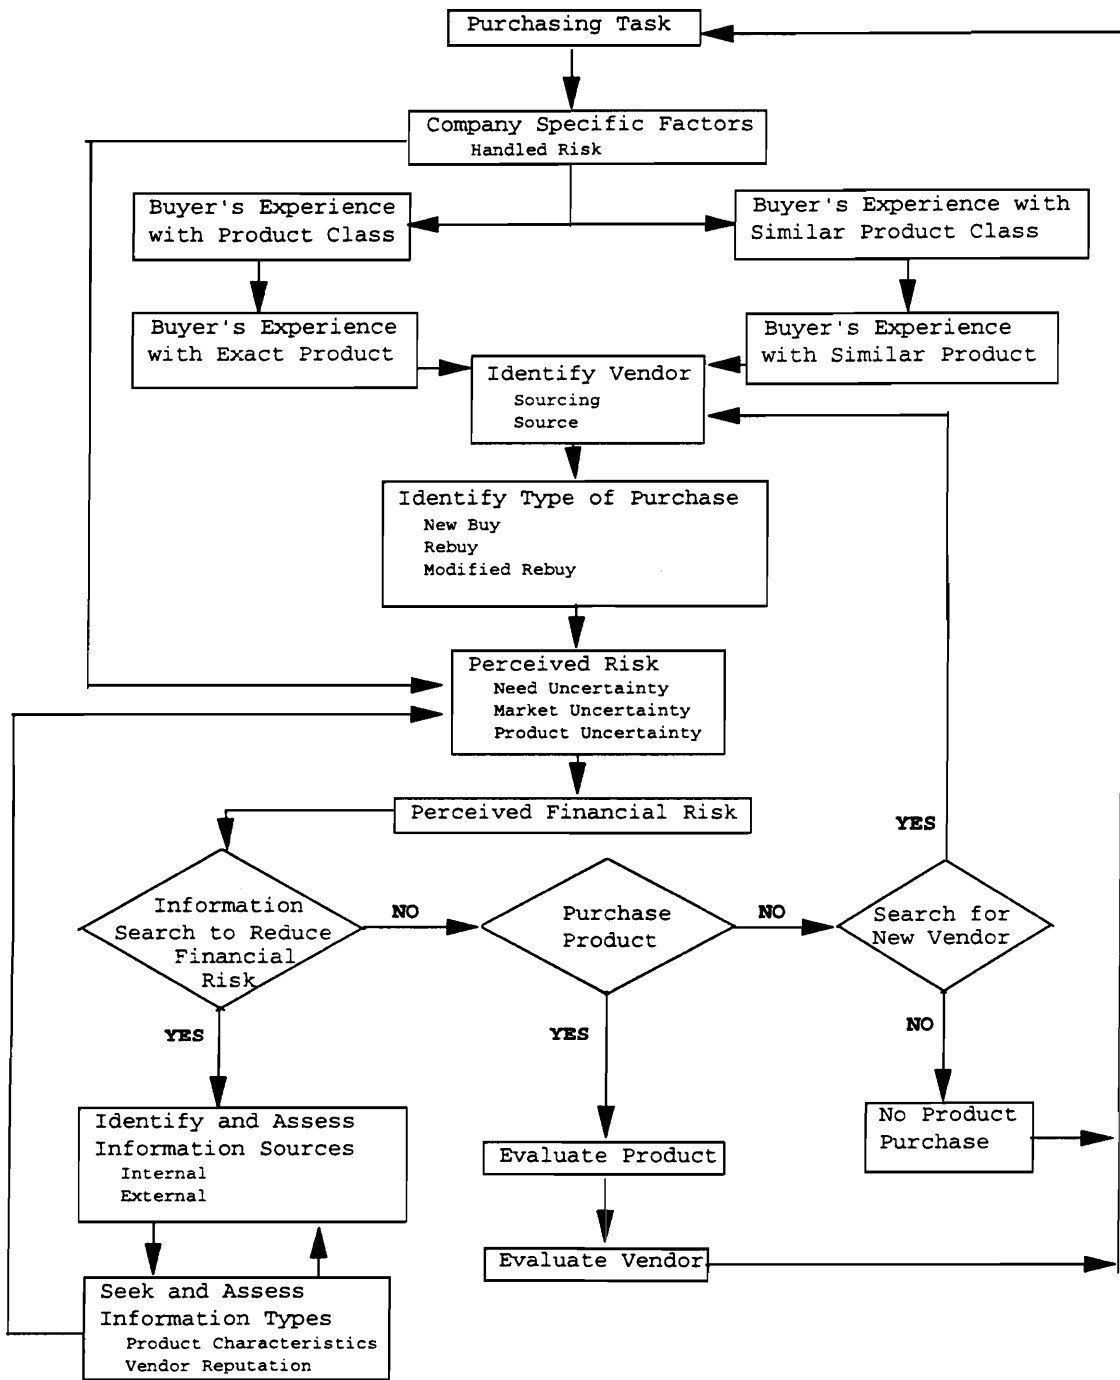 Purchasing Task
Company Specific Factors
Handled Risk
Buyer's Experience
with Product Class
Buyer's Experience with
Similar Product Class
Buyer's Experience
with Exact Product
Buyer's Experience
with Similar Product
Identify Vendor
Sourcing
Source
Identify Type of Purchase
New Buy
Rebuy
Modified Rebuy
Perceived Risk
Need Uncertainty
Market Uncertainty
Product Uncertainty
Perceived Financial Risk
YES
Information
Search to Reduce
Financial
Risk
NO
Purchase
Product
NO
Search for
New Vendor
YES
YES
NO
Identify and Assess
Information Sources
Internal
External
Evaluate Product
No Product
Purchase
Evaluate Vendor
Seek and Assess
Information Types
Product Characteristics
Vendor Reputation